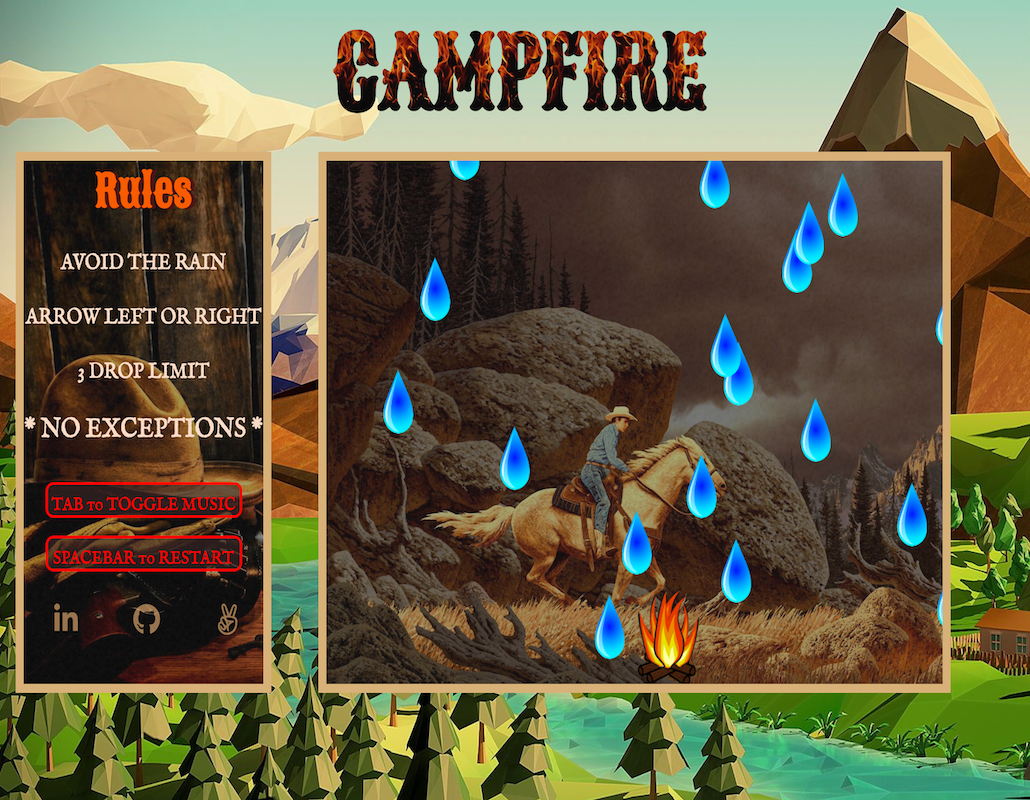 CAMPFIRE
Rules
AVOID THE RAIN
ARROW LEFT OR RIGHT
3 DROP LIMIT
* NO EXCEPTIONS *
TAB to TOGGLE MUSIC
SPACEBAR to RESTART
in